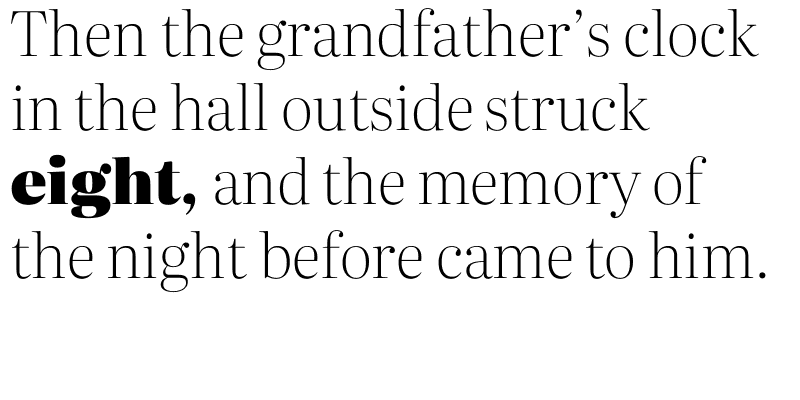 Then the grandfather’s clock
in the hall outside struck
eight, and the memory of
the night before came to him.